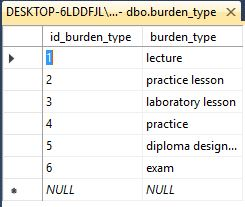 DESKTOP-6LDDFJL\...- dbo.burden_type
id_burden_type burden_type
1 lecture
2 practice lesson
3 laboratory lesson
4 practice
5 diploma design...
6 exam
NULL NULL